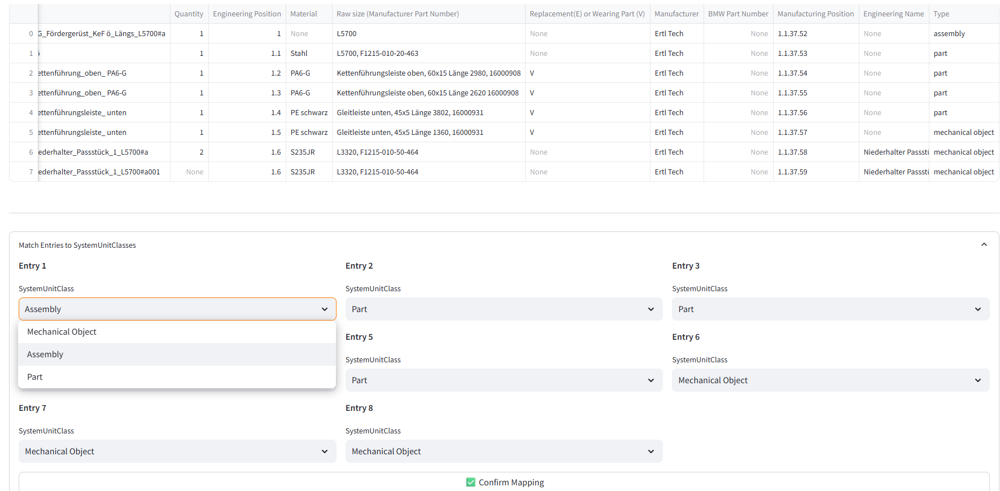 Quantity Engineering Position Material Raw size (Manufacturer Part Number) Replacement(E) or Wearing Part (V) Manufacturer BMW Part Number Manufacturing Position Engineering Name Type
0 G_Fördergerüst_KeF ö_Längs_L5700#a 1 1 None L5700 None Ertl Tech None 1.1.37.52 None assembly
1 1 1.1 Stahl L5700, F1215-010-20-463 None Ertl Tech None 1.1.37.53 None part
2 ettenführung_oben_ PA6-G 1 1.2 PA6-G Kettenführungsleiste oben, 60x15 Länge 2980, 16000908 V Ertl Tech None 1.1.37.54 None part
3 ettenführung_oben_ PA6-G 1 1.3 PA6-G Kettenführungsleiste oben, 60x15 Länge 2620 16000908 V Ertl Tech None 1.1.37.55 None part
4 ettenführungsleiste_ unten 1 1.4 PE schwarz Gleitleiste unten, 45x5 Länge 3802, 16000931 V Ertl Tech None 1.1.37.56 None part
5 ettenführungsleiste_ unten 1 1.5 PE schwarz Gleitleiste unten, 45x5 Länge 1360, 16000931 V Ertl Tech None 1.1.37.57 None mechanical object
6 ederhalter_Passstück_1_L5700#a 2 1.6 S235JR L3320, F1215-010-50-464 None Ertl Tech None 1.1.37.58 Niederhalter Passstü mechanical object
7 ederhalter_Passstück_1_L5700#a001 None 1.6 S235JR L3320, F1215-010-50-464 None Ertl Tech None 1.1.37.59 Niederhalter Passstü mechanical object
Match Entries to SystemUnitClasses
Entry 1 Entry 2 Entry 3
SystemUnitClass SystemUnitClass SystemUnitClass
Assembly Part Part
Mechanical Object
Assembly
Part
Entry 5 Entry 6
SystemUnitClass SystemUnitClass
Part Mechanical Object
Entry 7 Entry 8
SystemUnitClass SystemUnitClass
Mechanical Object Mechanical Object
✅ Confirm Mapping